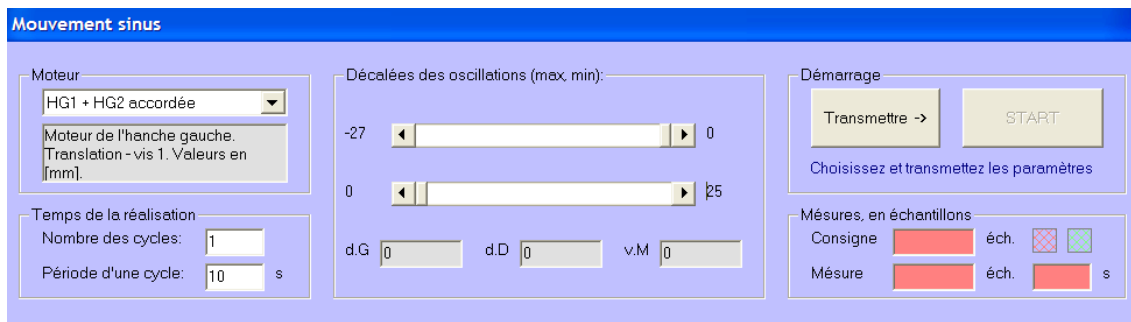 Mouvement sinus
Moteur
HG1 + HG2 accordée
Moteur de l'hanche gauche.
Translation - vis 1. Valeurs en
[mm].
Temps de la réalisation
Nombre des cycles: 1
Période d'une cycle: 10 s
Décalées des oscillations (max, min):
-27 0
0 25
d.G 0 d.D 0 v.M 0
Démarrage
Transmettre -> START
Choisissez et transmettez les paramètres
Mésures, en échantillons
Consigne éch.
Mésure éch. s